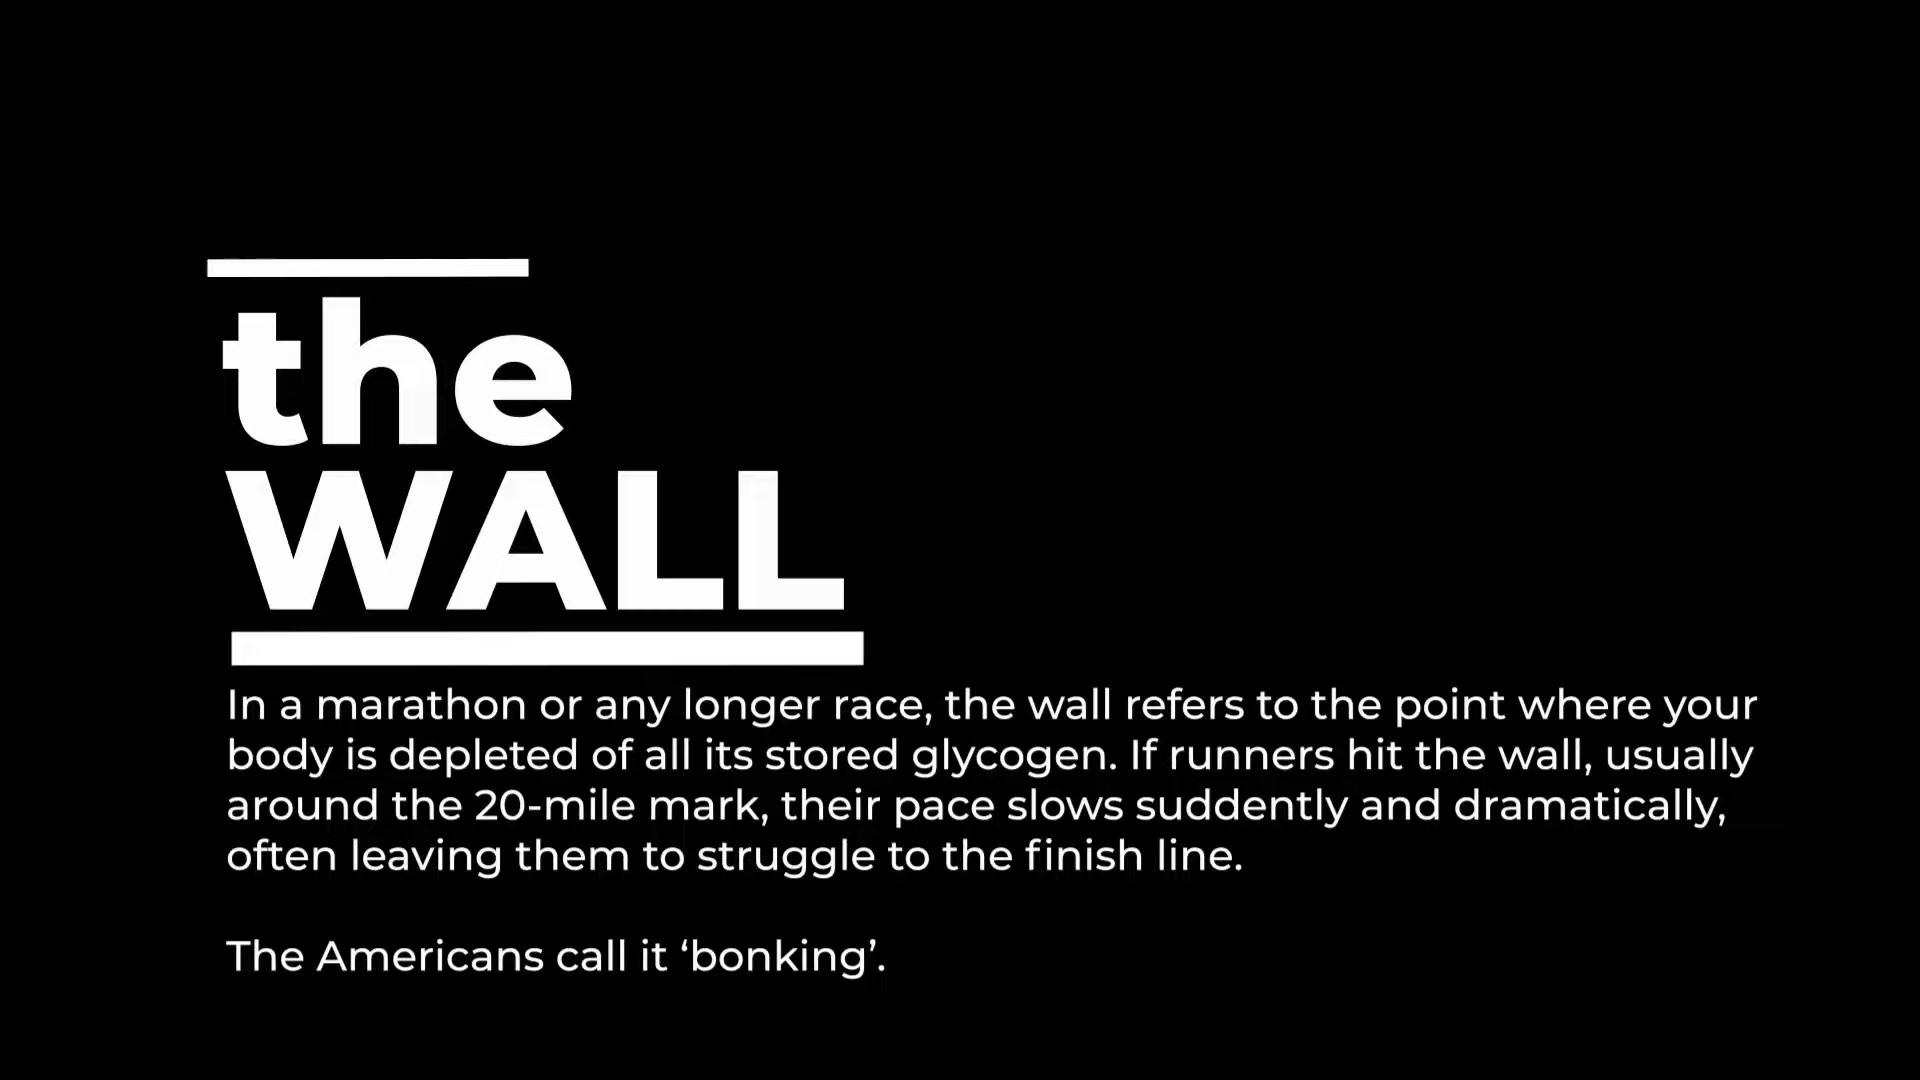 the
WALL
In a marathon or any longer race, the wall refers to the point where your
body is depleted of all its stored glycogen. If runners hit the wall, usually
around the 20-mile mark, their pace slows suddently and dramatically,
often leaving them to struggle to the finish line.
The Americans call it ‘bonking’.